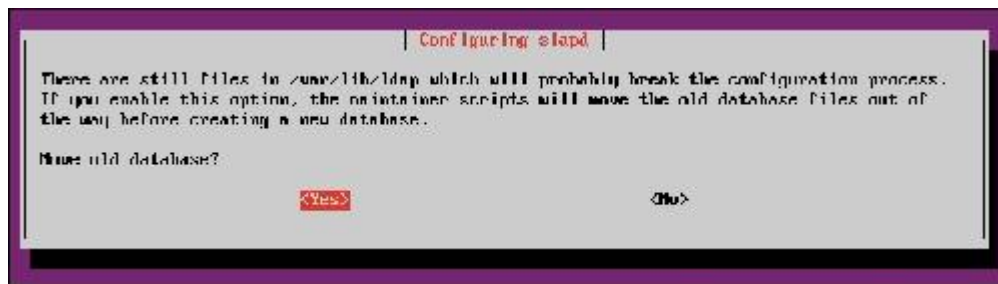 Configuring slapd
There are still files in /var/lib/ldap which will probably break the configuration process.
If you enable this option, the maintainer scripts will move the old database files out of
the way before creating a new database.
Move old database?
<Yes> <No>